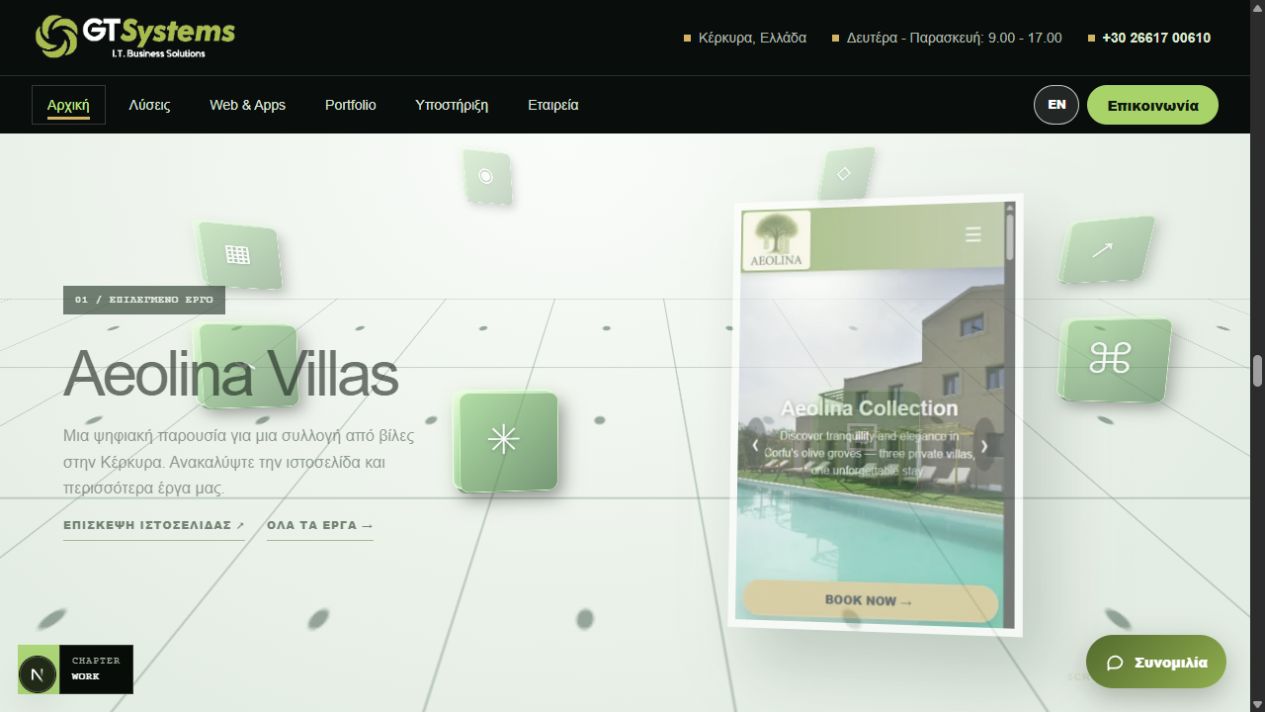 GTSystems
I.T. Business Solutions
Κέρκυρα, Ελλάδα
Δευτέρα - Παρασκευή: 9.00 - 17.00
+30 26617 00610
Αρχική
Λύσεις
Web & Apps
Portfolio
Υποστήριξη
Εταιρεία
EN
Επικοινωνία
01 / ΕΠΙΛΕΓΜΕΝΟ ΕΡΓΟ
Aeolina Villas
Μια ψηφιακή παρουσία για μια συλλογή από βίλες
στην Κέρκυρα. Ανακαλύψτε την ιστοσελίδα και
περισσότερα έργα μας.
ΕΠΙΣΚΕΨΗ ΙΣΤΟΣΕΛΙΔΑΣ ↗
ΟΛΑ ΤΑ ΕΡΓΑ →
AEOLINA
Aeolina Collection
Discover tranquility and elegance in
Corfu's olive groves — three private villas,
one unforgettable stay.
BOOK NOW →
N
CHAPTER
WORK
Συνομιλία